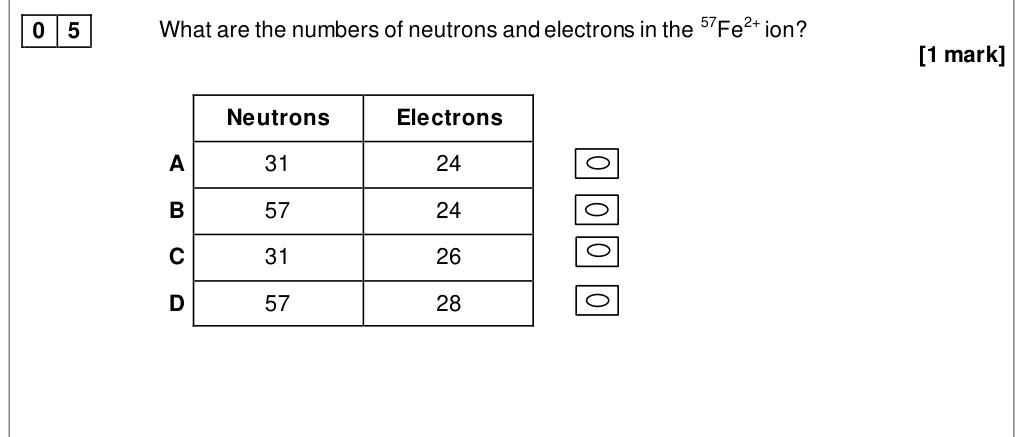 0 5 What are the numbers of neutrons and electrons in the ⁵⁷Fe²⁺ ion?
[1 mark]
Neutrons Electrons
A 31 24
B 57 24
C 31 26
D 57 28